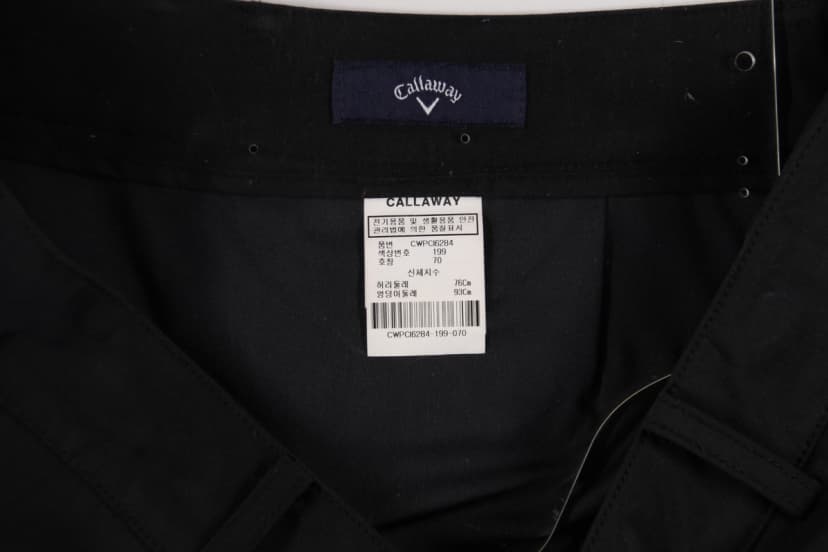 Callaway
CALLAWAY
전기용품 및 생활용품 안전
관리법에 의한 품질표시
품번 CWPCI6284
색상번호 199
호칭 70
신체치수
허리둘레 76Cm
엉덩이둘레 93Cm
CWPCI6284-199-070